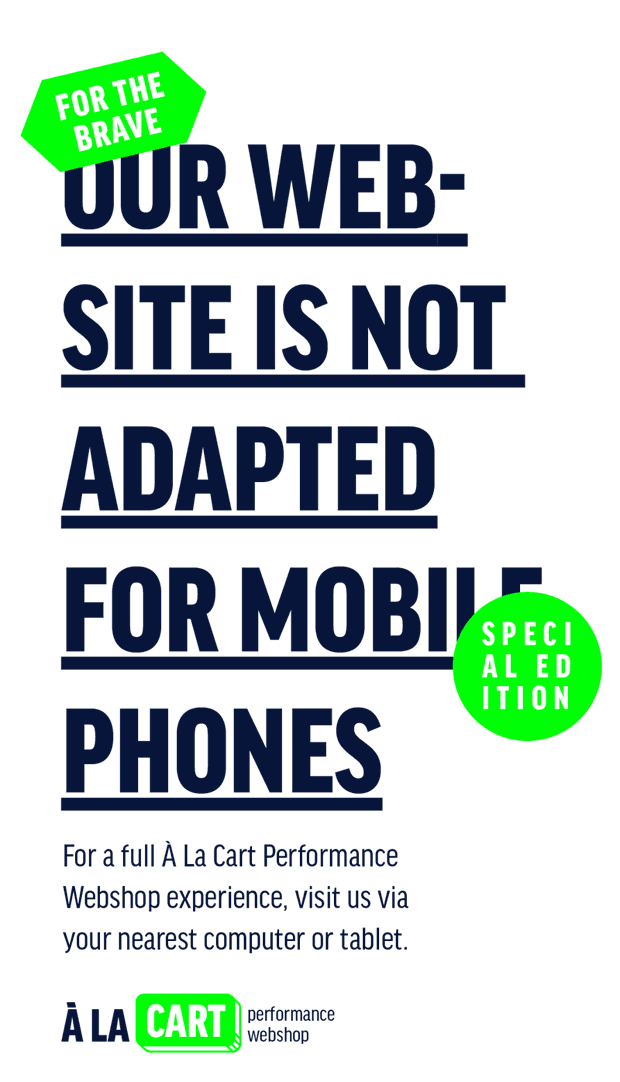 FOR THE
BRAVE
OUR WEB-
SITE IS NOT
ADAPTED
FOR MOBILE
PHONES
SPECI
AL ED
ITION
For a full À La Cart Performance
Webshop experience, visit us via
your nearest computer or tablet.
À LA CART performance
webshop